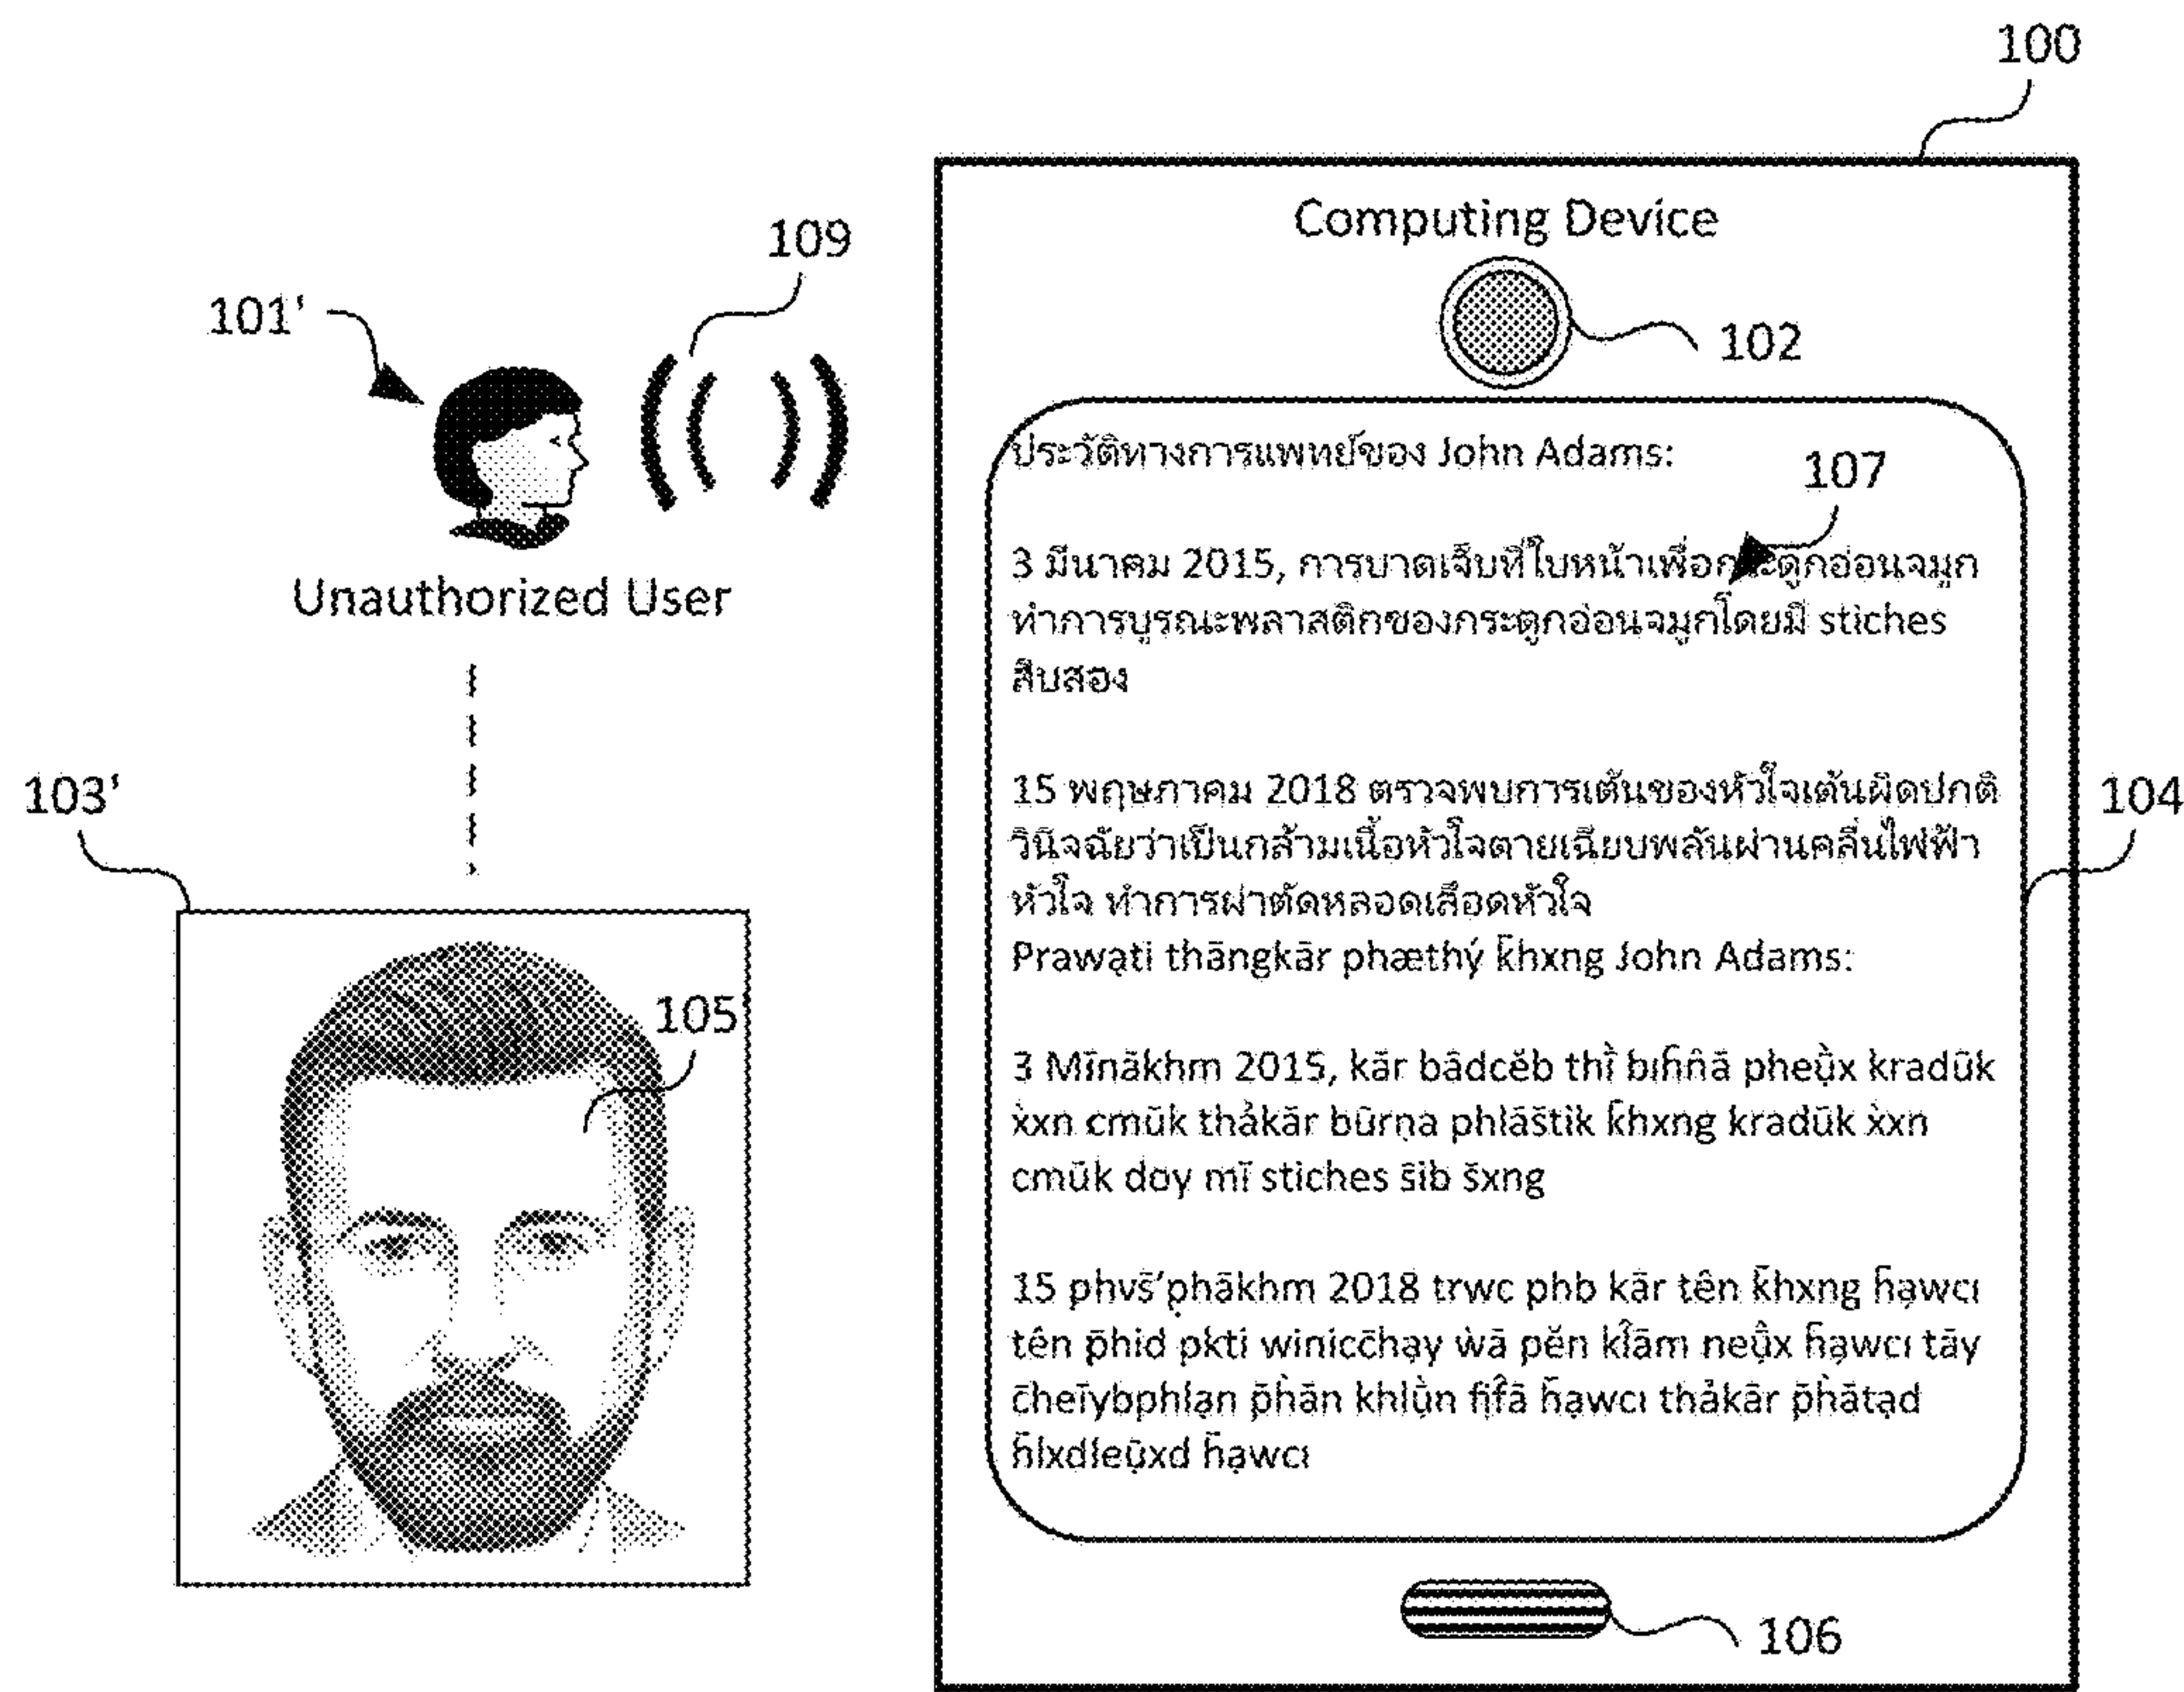 100
Computing Device
109
101'
102
ประวัติทางการแพทย์ของ John Adams:
107
3 มีนาคม 2015, การบาดเจ็บที่ใบหน้าเพื่อกระดูกอ่อนจมูก
ทำการบูรณะพลาสติกของกระดูกอ่อนจมูกโดยมี stiches
สิบสอง
Unauthorized User
15 พฤษภาคม 2018 ตรวจพบการเต้นของหัวใจเต้นผิดปกติ
วินิจฉัยว่าเป็นกล้ามเนื้อหัวใจตายเฉียบพลันผ่านคลื่นไฟฟ้า
หัวใจ ทำการผ่าตัดหลอดเลือดหัวใจ
103'
104
Prawạti thāngkār phæthý k̄hxng John Adams:
105
3 Mīnākhm 2015, kār bādcĕb thī̀ bıh̄n̂ā pheụ̄̀x kradūk
x̀xn cmūk thảkār būrṇa phlās̄tik k̄hxng kradūk x̀xn
cmūk doy mī stiches s̄ib s̄xng
15 phvs̄ʹp̣hākhm 2018 trwc phb kār tên k̄hxng h̄ạwcı
tên p̄hid pkti winicc̄hạy ẁā pĕn kl̂ām neụ̄̂x h̄ạwcı tāy
c̄heīybphlạn p̄h̀ān khlụ̄̀n fịf̂ā h̄ạwcı thảkār p̄h̀ātạd
h̄lxdleụ̄xd h̄ạwcı
106